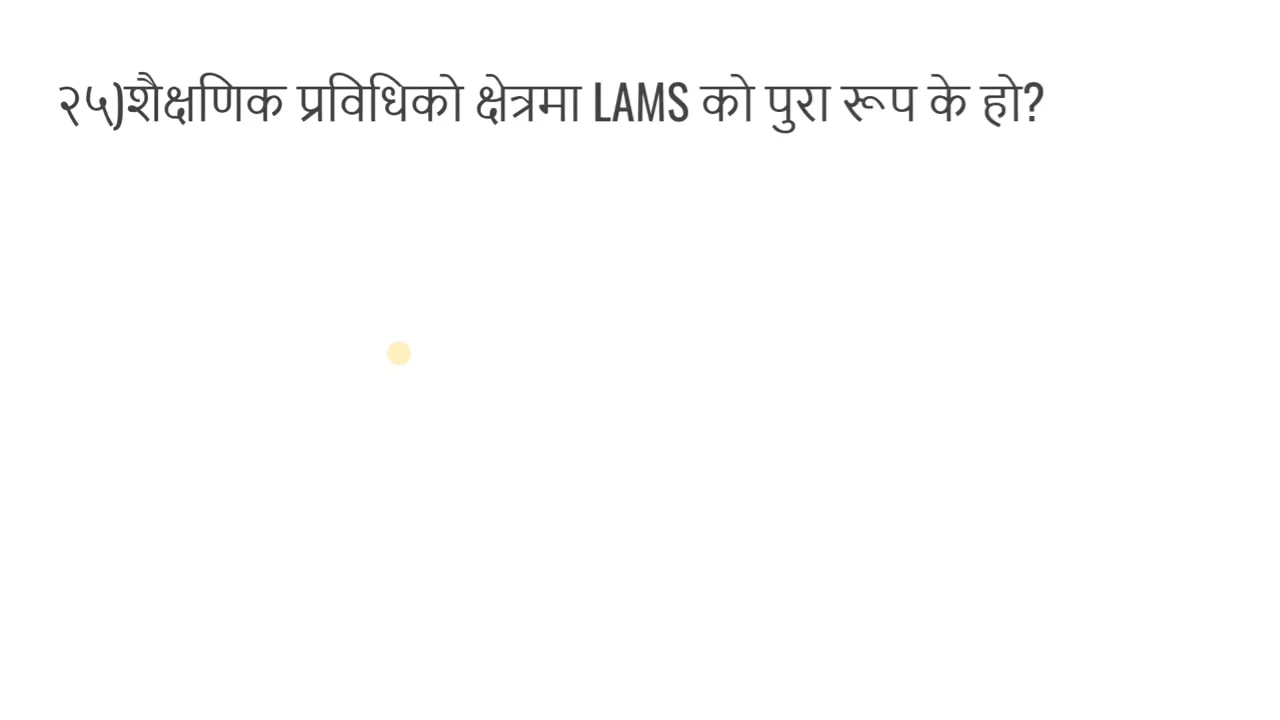 २५)शैक्षणिक प्रविधिको क्षेत्रमा LAMS को पुरा रूप के हो?